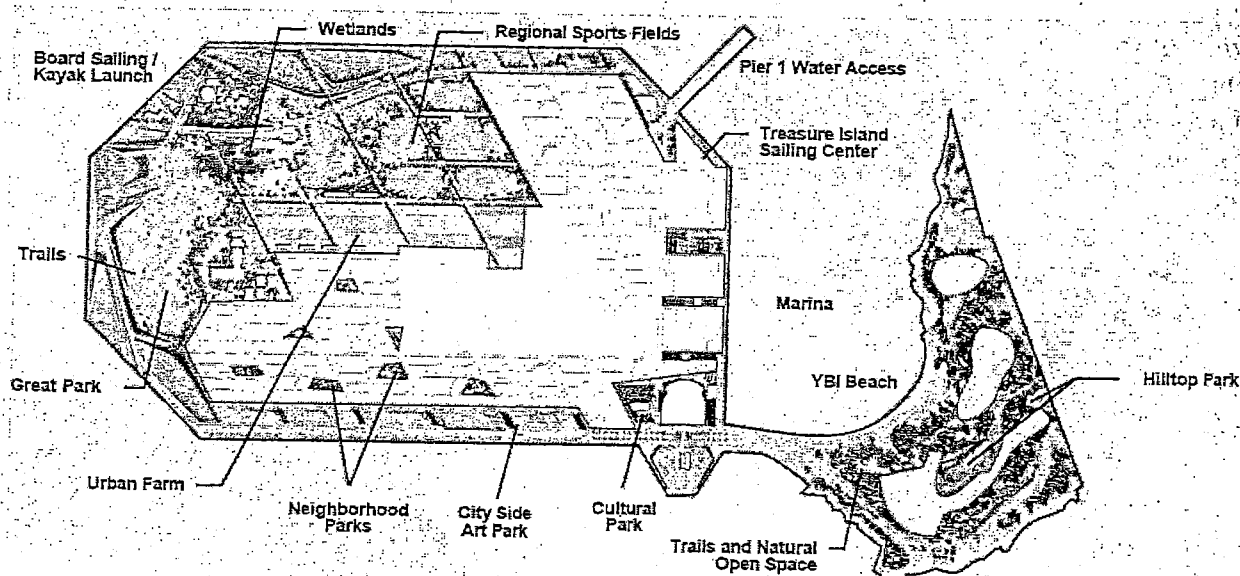 Wetlands
Regional Sports Fields
Board Sailing /
Kayak Launch
Pier 1 Water Access
Treasure Island
Sailing Center
Trails
Marina
Great Park
YBI Beach
Hilltop Park
Urban Farm
Neighborhood
Parks
City Side
Art Park
Cultural
Park
Trails and Natural
Open Space